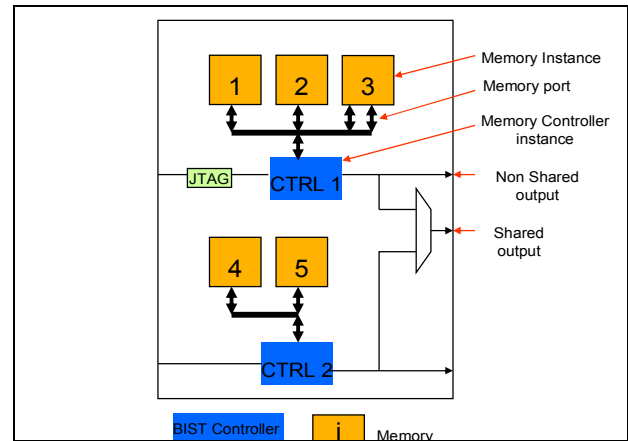 1 2 3
Memory Instance
Memory port
Memory Controller
instance
JTAG
CTRL 1
Non Shared
output
Shared
output
4 5
CTRL 2
BIST Controller
i
Memory